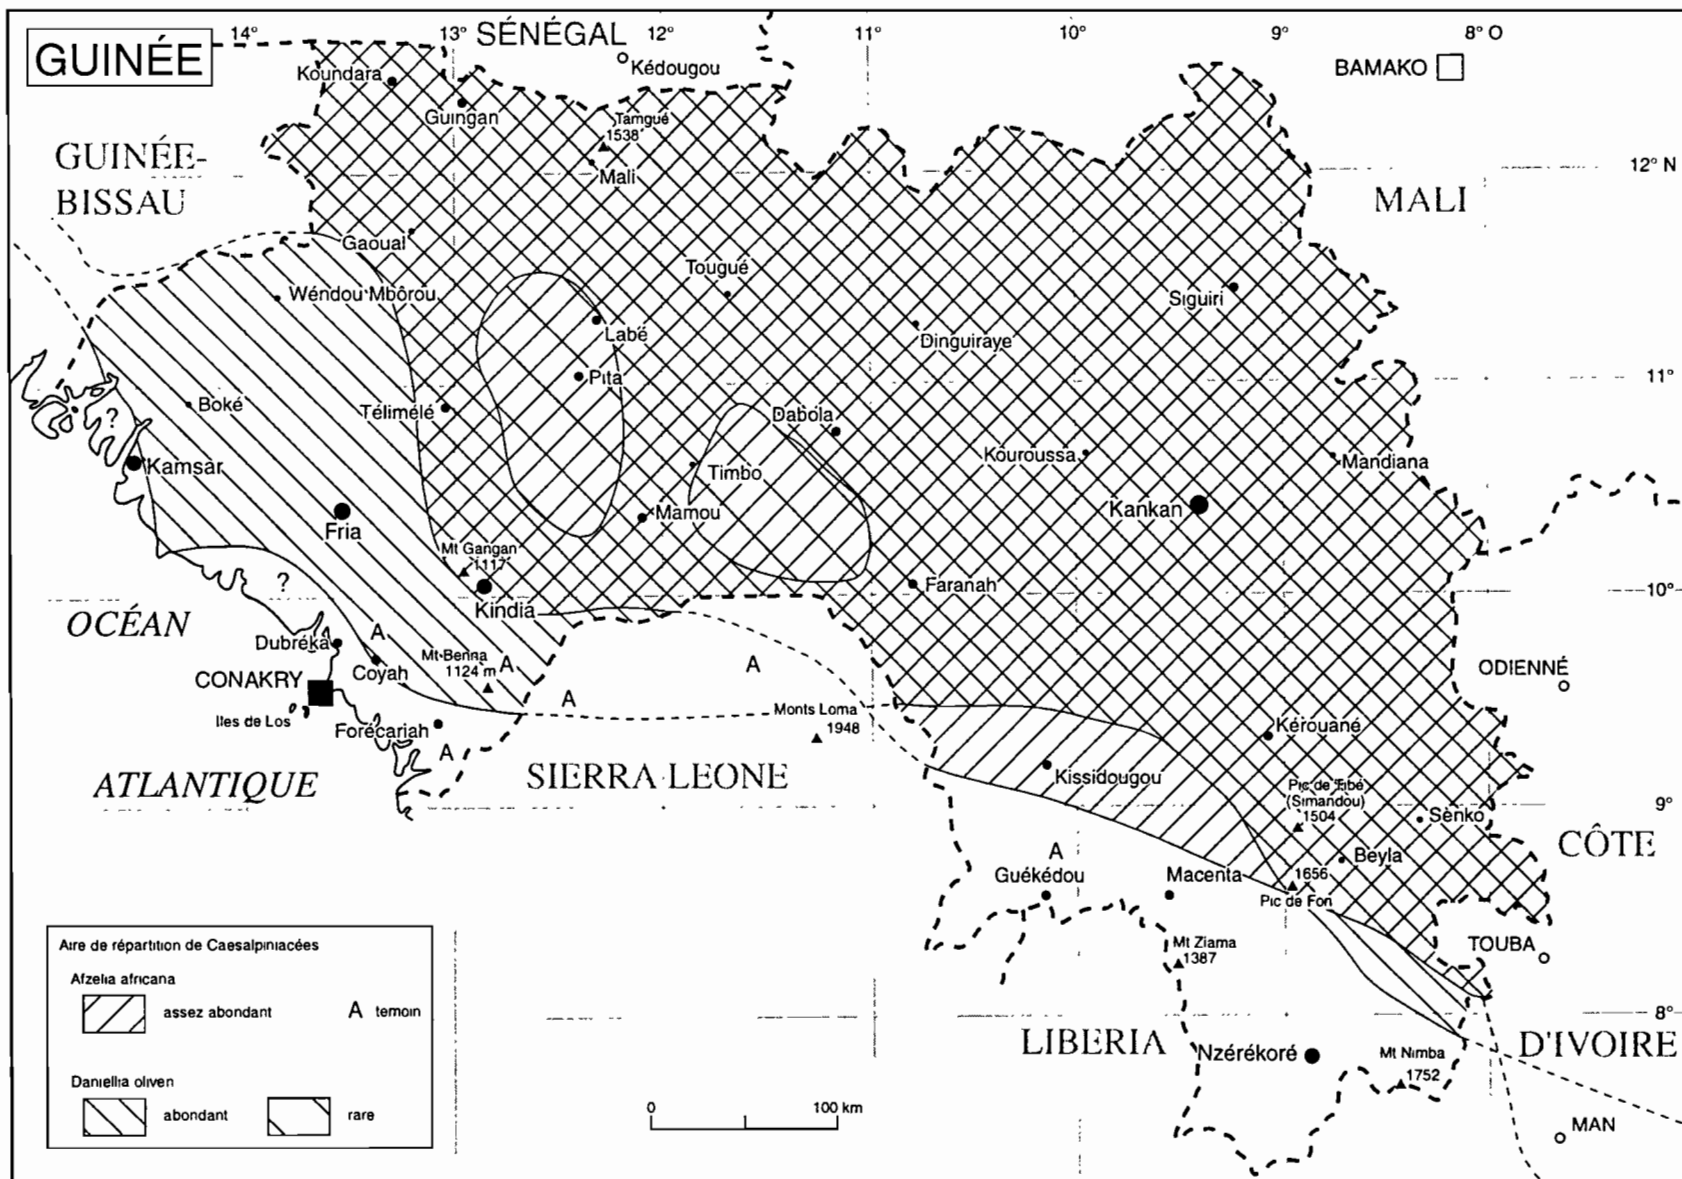 GUINÉE
14°
13°
12°
11°
10°
9°
8° O
SÉNÉGAL
Kédougou
BAMAKO
Koundara
Guingan
Tamgué
1538
Mali
GUINÉE-
BISSAU
12° N
MALI
Gaoual
Wéndou Mbôrou
Tougué
Siguiri
Labé
Dinguiraye
Pita
11°
Boké
Télimélé
Dabola
Kamsar
Timbo
Kouroussa
Mandiana
?
Fria
Mamou
Kankan
Mt Gangan
1117
?
Kindia
Faranah
10°
OCÉAN
Dubréka
A
Coyah
Mt Benna
1124 m
A
A
ODIENNÉ
CONAKRY
Iles de Los
A
Monts Loma
1948
Forécariah
A
Kérouané
Kissidougou
ATLANTIQUE
SIERRA LEONE
Pic de Tibé
(Simandou)
1504
Sènko
9°
CÔTE
A
Guékédou
Macenta
Beyla
1656
Pic de Fon
Mt Ziama
1387
TOUBA
LIBERIA
8°
D'IVOIRE
Nzérékoré
Mt Nimba
1752
MAN
Aire de répartition de Caesalpiniacées
Afzelia africana
assez abondant
A temoin
Daniellia oliven
abondant
rare
0
100 km